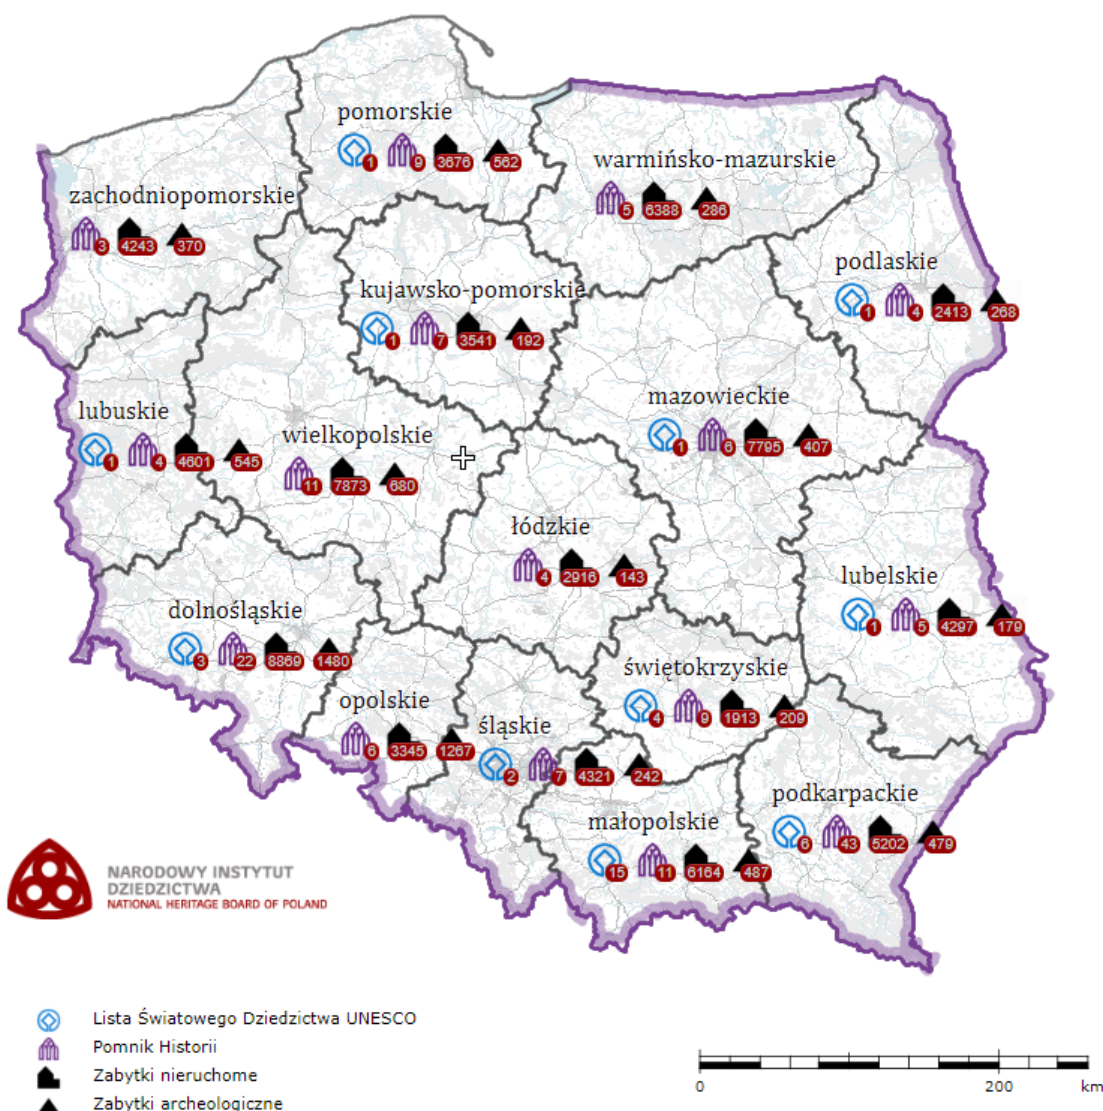 pomorskie
1 9 3676 562
warmińsko-mazurskie
5 6388 286
zachodniopomorskie
3 4243 370
podlaskie
1 4 2413 268
kujawsko-pomorskie
1 7 3541 192
mazowieckie
1 6 7795 407
lubuskie
1 4 4601 545
wielkopolskie
11 7873 680
łódzkie
4 2916 143
lubelskie
1 5 4297 179
dolnośląskie
3 22 8869 1480
świętokrzyskie
4 9 1913 209
opolskie
6 3345 1267
śląskie
2 7 4321 242
podkarpackie
6 43 5202 479
małopolskie
15 11 6164 487
NARODOWY INSTYTUT
DZIEDZICTWA
NATIONAL HERITAGE BOARD OF POLAND
Lista Światowego Dziedzictwa UNESCO
Pomnik Historii
Zabytki nieruchome
Zabytki archeologiczne
0 200 km